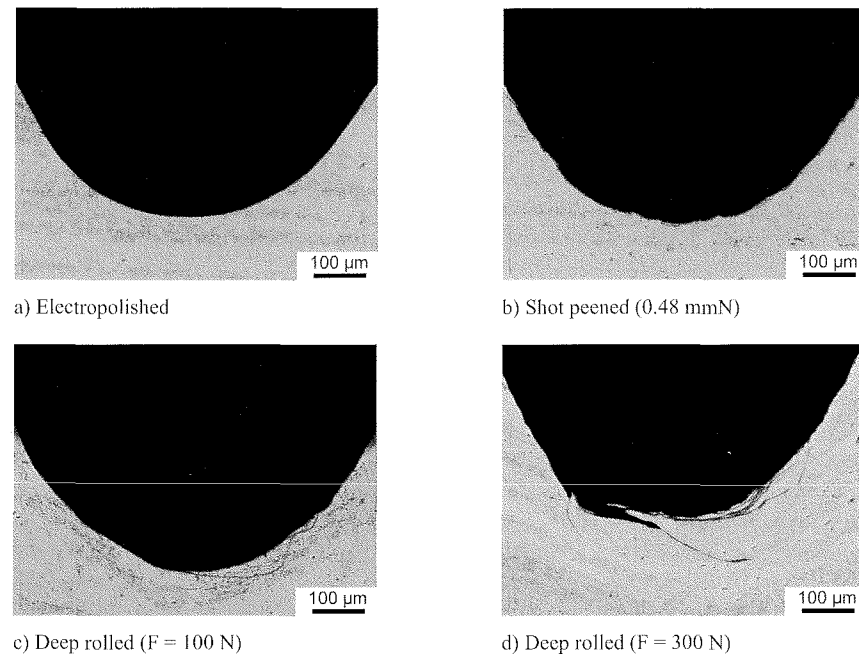 100 µm
100 µm
a) Electropolished
b) Shot peened (0.48 mmN)
100 µm
100 µm
c) Deep rolled (F = 100 N)
d) Deep rolled (F = 300 N)